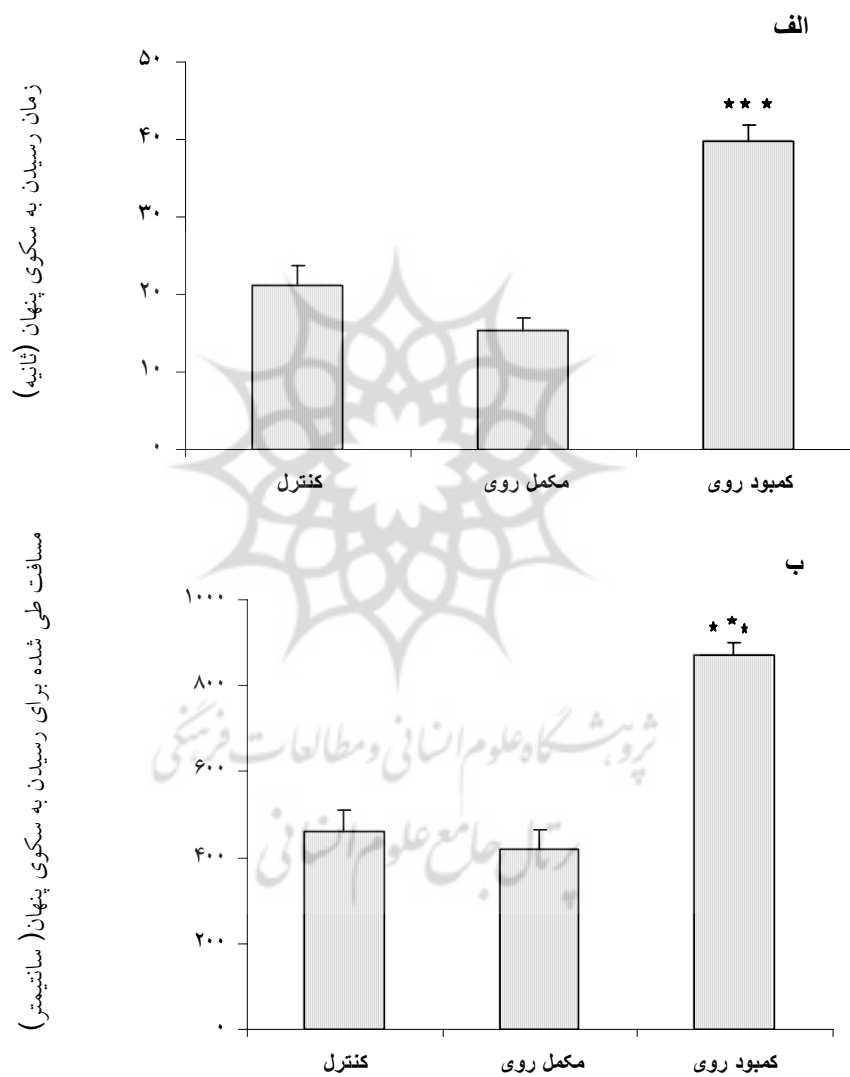 الف
زمان رسیدن به سکوی پنهان (ثانیه)
۵۰
۴۰
۳۰
۲۰
۱۰
۰
***
کنترل
مکمل روی
کمبود روی
ب
مسافت طی شده برای رسیدن به سکوی پنهان( سانتیمتر)
۱۰۰۰
۸۰۰
۶۰۰
۴۰۰
۲۰۰
۰
***
کنترل
مکمل روی
کمبود روی
پژوهشگاه علوم انسانی و مطالعات فرهنگی
پرتال جامع علوم انسانی